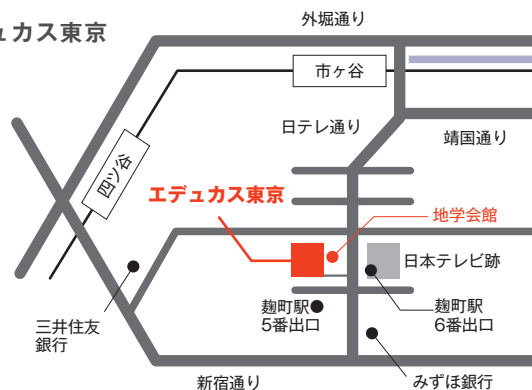 外堀通り
ュカス東京
市ヶ谷
日テレ通り
靖国通り
四ツ谷
エデュカス東京
地学会館
日本テレビ跡
麹町駅
5番出口
麹町駅
6番出口
三井住友
銀行
新宿通り
みずほ銀行